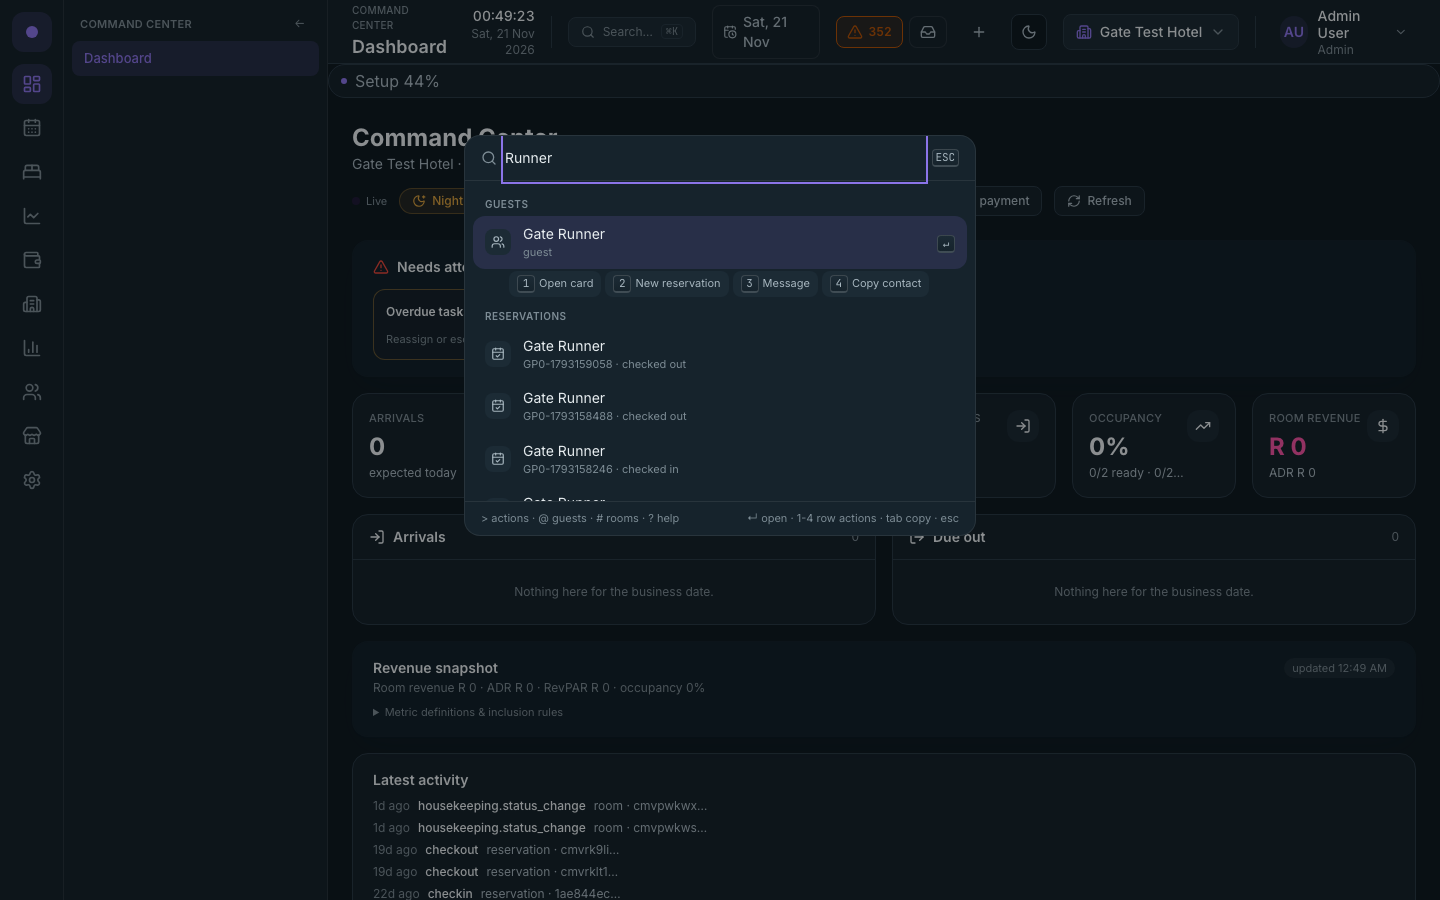 COMMAND CENTER
Dashboard
COMMAND
CENTER
Dashboard
00:49:23
Sat, 21 Nov
2026
Search... ⌘K
Sat, 21
Nov
352
Gate Test Hotel
AU
Admin
User
Admin
Setup 44%
Command Center
Gate Test Hotel ·
Live
Night
payment
Refresh
Runner
ESC
GUESTS
Gate Runner
guest
↵
1 Open card
2 New reservation
3 Message
4 Copy contact
RESERVATIONS
Gate Runner
GP0-1793159058 · checked out
Gate Runner
GP0-1793158488 · checked out
Gate Runner
GP0-1793158246 · checked in
Gate Runner
> actions · @ guests · # rooms · ? help
↵ open · 1-4 row actions · tab copy · esc
Needs atte
Overdue task
Reassign or esc
ARRIVALS
0
expected today
S
OCCUPANCY
0%
0/2 ready · 0/2...
ROOM REVENUE
R 0
ADR R 0
Arrivals
0
Nothing here for the business date.
Due out
0
Nothing here for the business date.
Revenue snapshot
updated 12:49 AM
Room revenue R 0 · ADR R 0 · RevPAR R 0 · occupancy 0%
Metric definitions & inclusion rules
Latest activity
1d ago housekeeping.status_change room · cmvpwkwx...
1d ago housekeeping.status_change room · cmvpwkws...
19d ago checkout reservation · cmvrk9li...
19d ago checkout reservation · cmvrklt1...
22d ago checkin reservation · 1ae844ec...